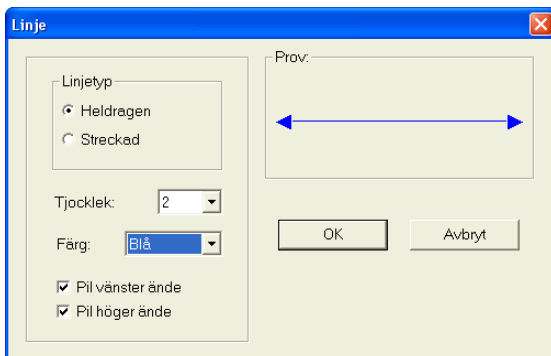 Linje
Linjetyp
Heldragen
Streckad
Tjocklek: 2
Färg: Blå
Pil vänster ände
Pil höger ände
Prov:
OK Avbryt